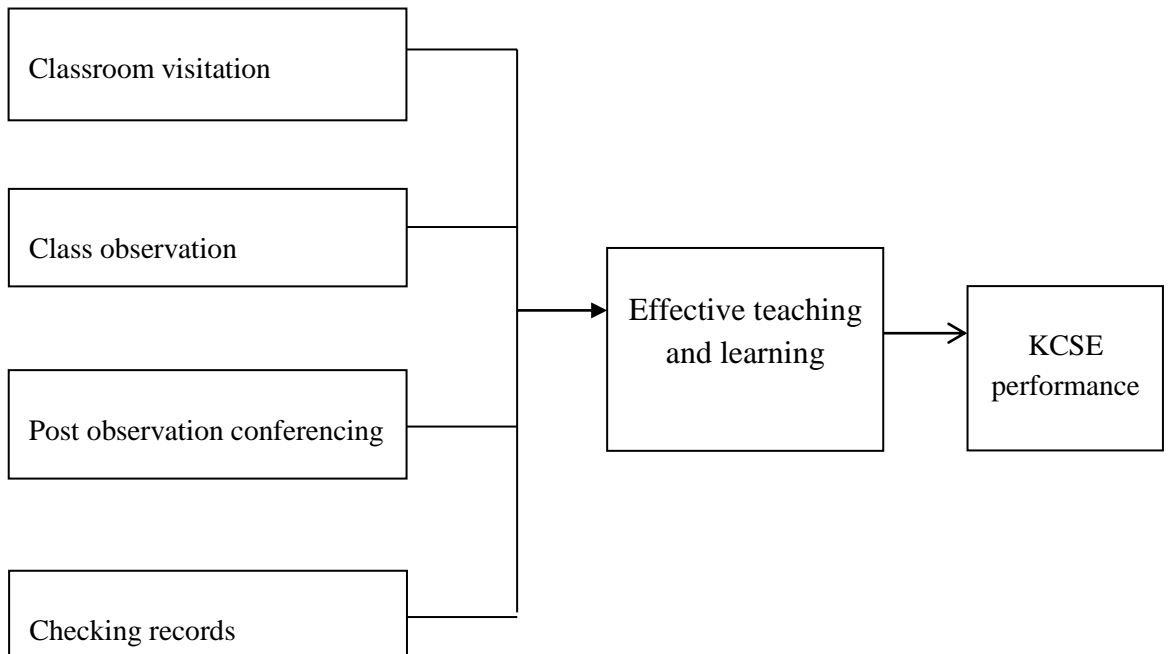 Classroom visitation
Class observation
Post observation conferencing
Checking records
Effective teaching
and learning
KCSE
performance